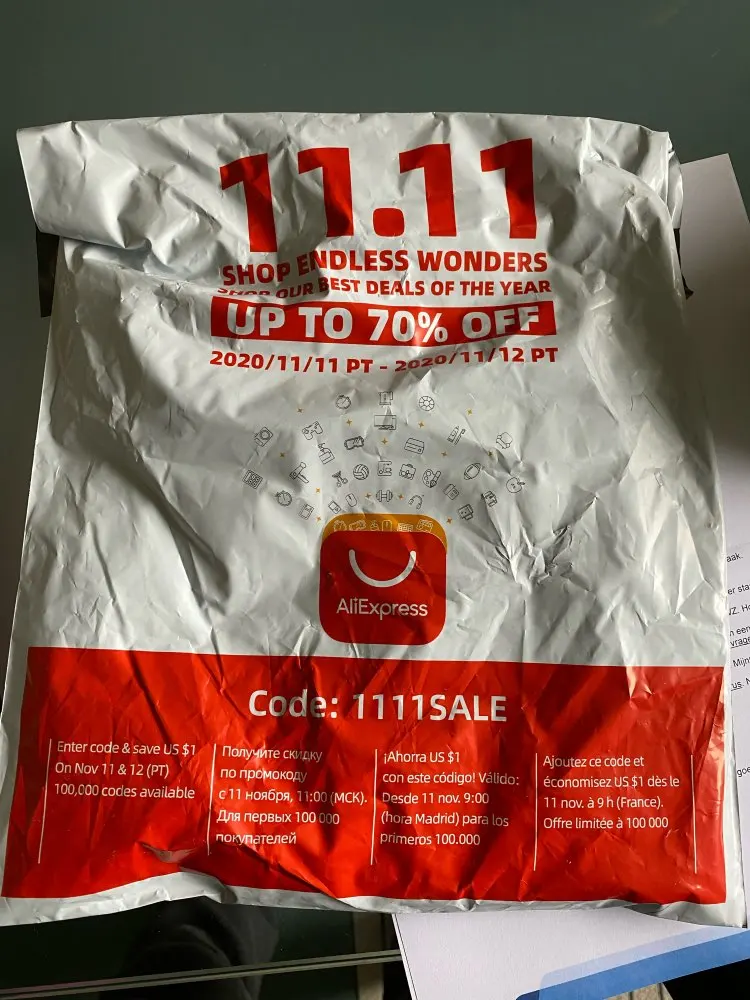 11.11
SHOP ENDLESS WONDERS
SHOP OUR BEST DEALS OF THE YEAR
UP TO 70% OFF
2020/11/11 PT - 2020/11/12 PT
AliExpress
Code: 1111SALE
Enter code & save US $1
On Nov 11 & 12 (PT)
100,000 codes available
Получите скидку
по промокоду
с 11 ноября, 11:00 (МСК).
Для первых 100 000
покупателей
¡Ahorra US $1
con este código! Válido:
Desde 11 nov. 9:00
(hora Madrid) para los
primeros 100.000
Ajoutez ce code et
économisez US $1 dès le
11 nov. à 9 h (France).
Offre limitée à 100 000